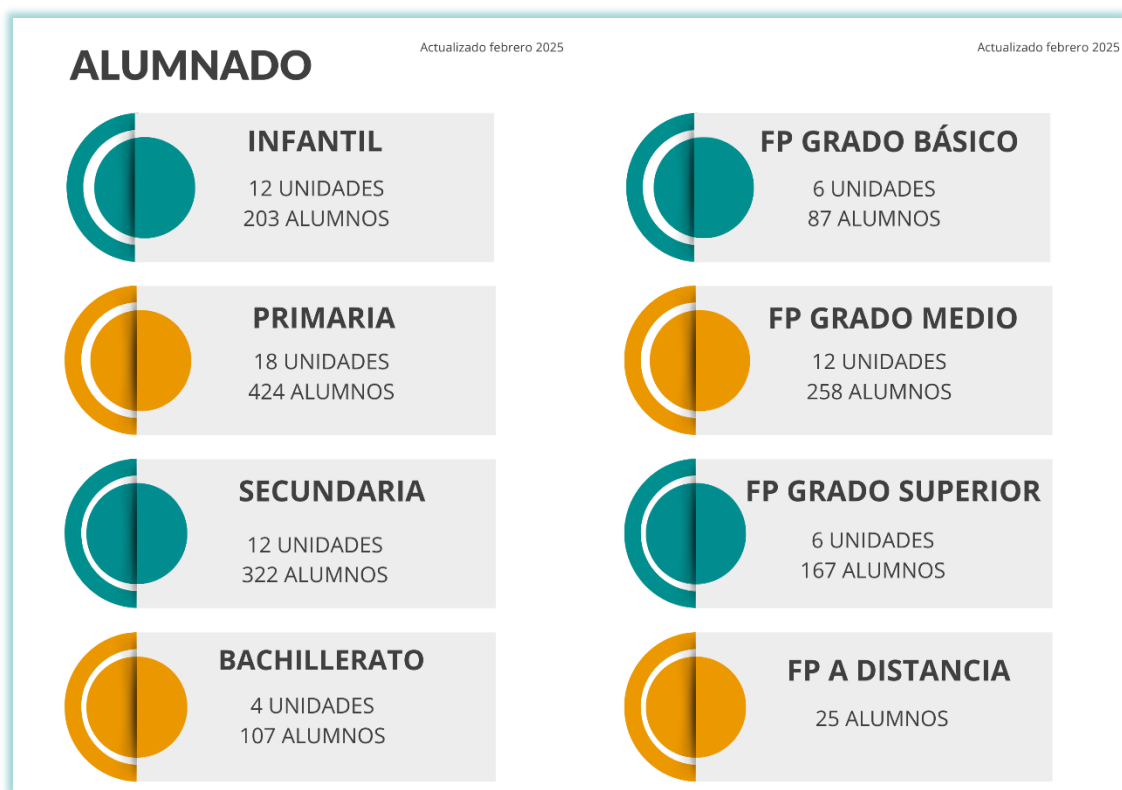 ALUMNADO
Actualizado febrero 2025
Actualizado febrero 2025
INFANTIL
12 UNIDADES
203 ALUMNOS
PRIMARIA
18 UNIDADES
424 ALUMNOS
SECUNDARIA
12 UNIDADES
322 ALUMNOS
BACHILLERATO
4 UNIDADES
107 ALUMNOS
FP GRADO BÁSICO
6 UNIDADES
87 ALUMNOS
FP GRADO MEDIO
12 UNIDADES
258 ALUMNOS
FP GRADO SUPERIOR
6 UNIDADES
167 ALUMNOS
FP A DISTANCIA
25 ALUMNOS